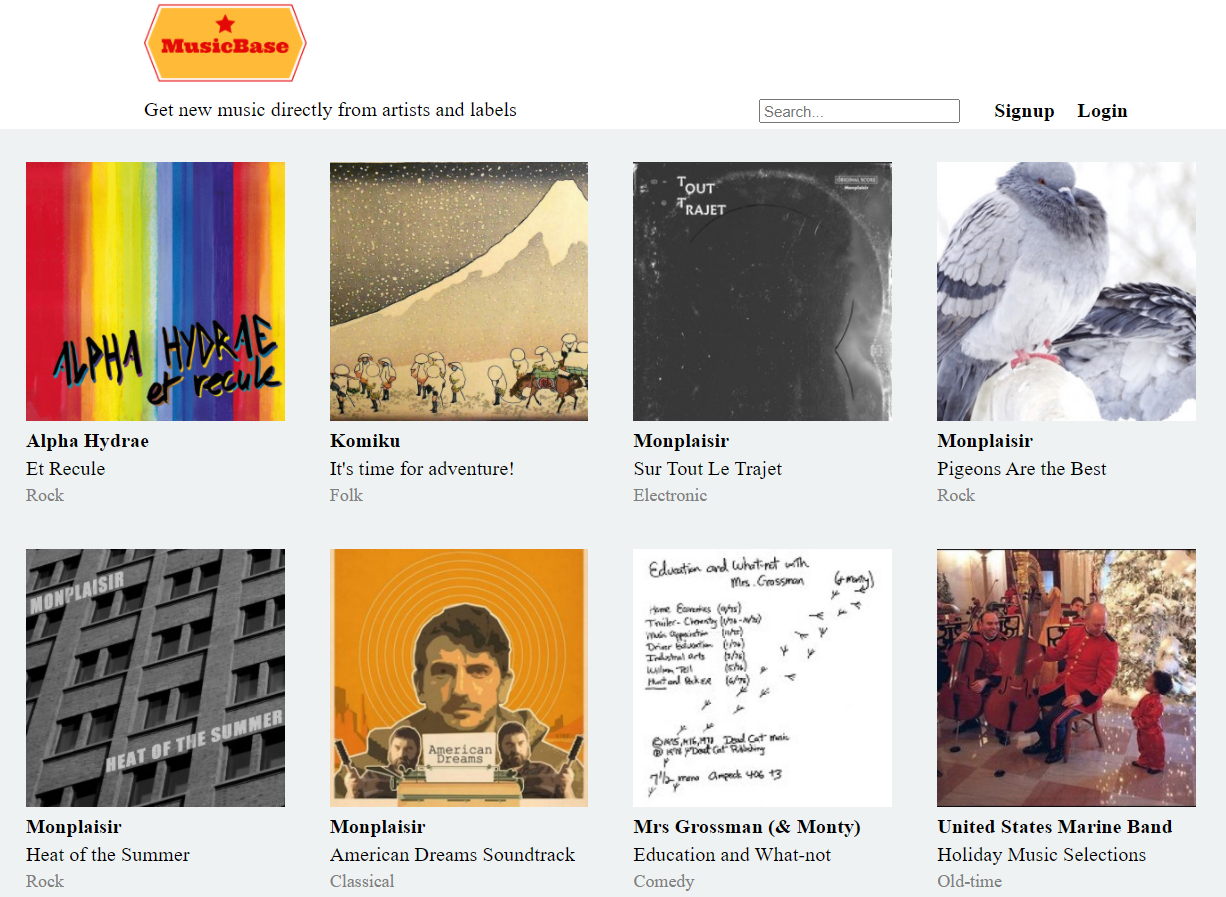 MusicBase
Get new music directly from artists and labels
Search...
Signup Login
ALPHA HYDRAE
et recule
TOUT
TRAJET
ORIGINAL SCORE
Monplaisir
Alpha Hydrae
Et Recule
Rock
Komiku
It's time for adventure!
Folk
Monplaisir
Sur Tout Le Trajet
Electronic
Monplaisir
Pigeons Are the Best
Rock
MONPLAISIR
HEAT OF THE SUMMER
American
Dreams
Education and What-not with
Mrs. Grossman (& Monty)
Home Economics
Trailer - Chemistry
Music Appreciation
Driver Education
Industrial Arts
William Tell
Hunt and Pecker
Dead Cat Music
Dead Cat Publishing
7 1/2 mono Ampex 406 +3
Monplaisir
Heat of the Summer
Rock
Monplaisir
American Dreams Soundtrack
Classical
Mrs Grossman (& Monty)
Education and What-not
Comedy
United States Marine Band
Holiday Music Selections
Old-time